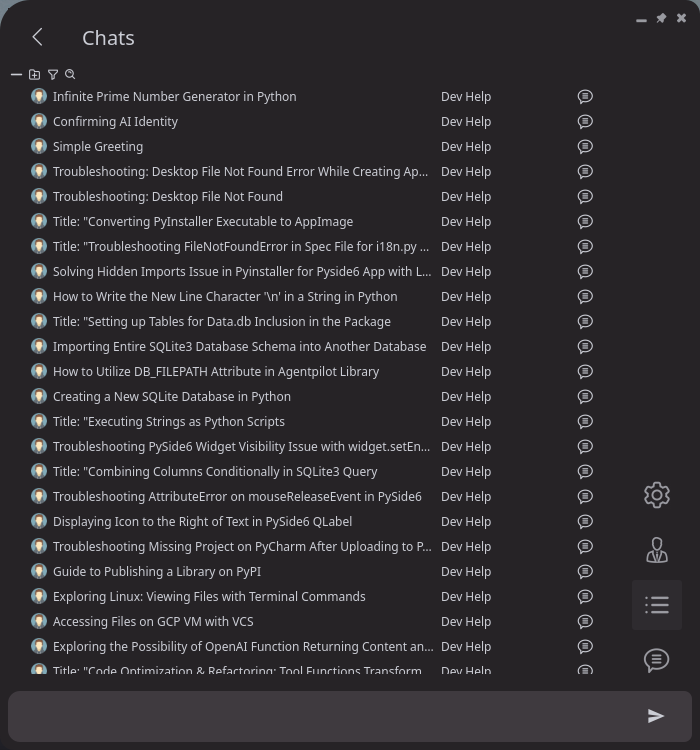 Chats
Infinite Prime Number Generator in Python Dev Help
Confirming AI Identity Dev Help
Simple Greeting Dev Help
Troubleshooting: Desktop File Not Found Error While Creating Ap... Dev Help
Troubleshooting: Desktop File Not Found Dev Help
Title: "Converting PyInstaller Executable to AppImage Dev Help
Title: "Troubleshooting FileNotFoundError in Spec File for i18n.py ... Dev Help
Solving Hidden Imports Issue in Pyinstaller for Pyside6 App with L... Dev Help
How to Write the New Line Character '\n' in a String in Python Dev Help
Title: "Setting up Tables for Data.db Inclusion in the Package Dev Help
Importing Entire SQLite3 Database Schema into Another Database Dev Help
How to Utilize DB_FILEPATH Attribute in Agentpilot Library Dev Help
Creating a New SQLite Database in Python Dev Help
Title: "Executing Strings as Python Scripts Dev Help
Troubleshooting PySide6 Widget Visibility Issue with widget.setEn... Dev Help
Title: "Combining Columns Conditionally in SQLite3 Query Dev Help
Troubleshooting AttributeError on mouseReleaseEvent in PySide6 Dev Help
Displaying Icon to the Right of Text in PySide6 QLabel Dev Help
Troubleshooting Missing Project on PyCharm After Uploading to P... Dev Help
Guide to Publishing a Library on PyPI Dev Help
Exploring Linux: Viewing Files with Terminal Commands Dev Help
Accessing Files on GCP VM with VCS Dev Help
Exploring the Possibility of OpenAI Function Returning Content an... Dev Help
Title: "Code Optimization & Refactoring: Tool Functions Transform... Dev Help